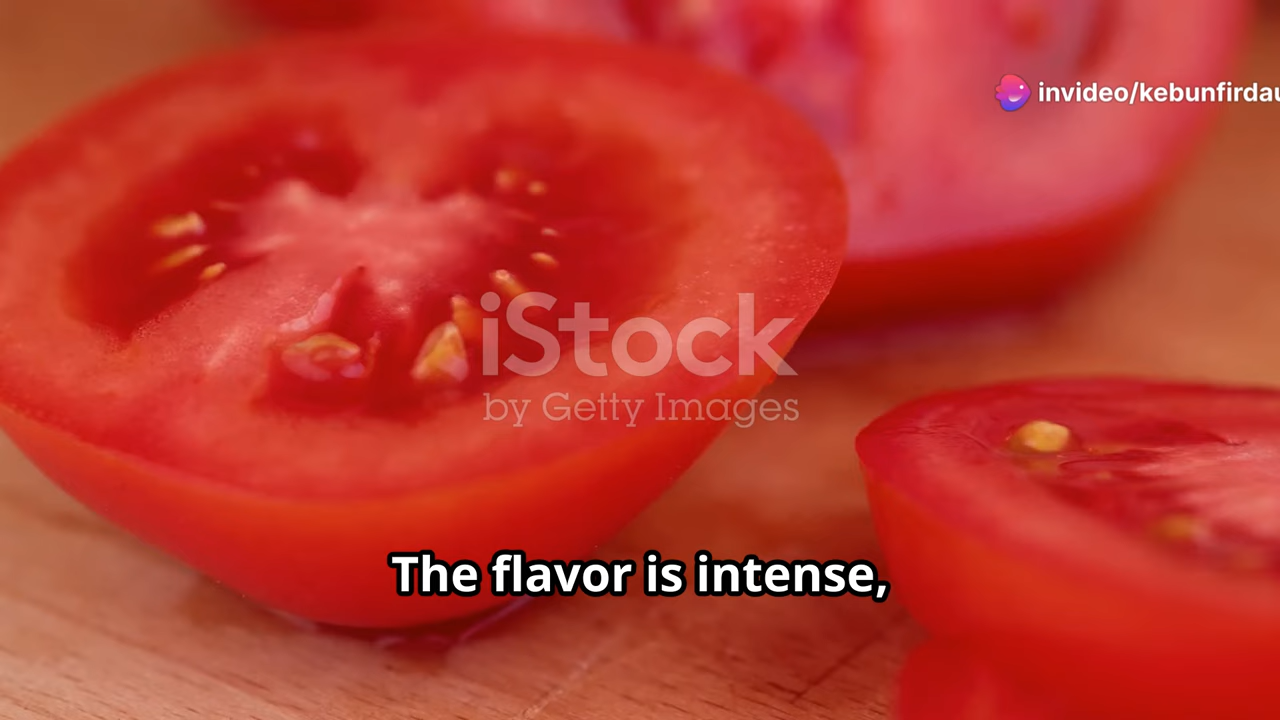 invideo/kebunfirdau
iStock
by Getty Images
The flavor is intense,